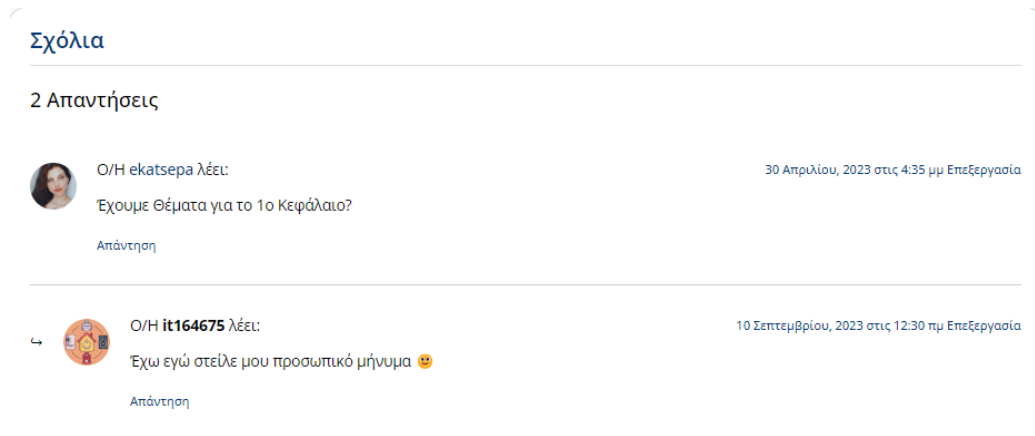 Σχόλια
2 Απαντήσεις
Ο/Η ekatsepa λέει:
30 Απριλίου, 2023 στις 4:35 μμ Επεξεργασία
Έχουμε Θέματα για το 1ο Κεφάλαιο?
Απάντηση
Ο/Η it164675 λέει:
10 Σεπτεμβρίου, 2023 στις 12:30 πμ Επεξεργασία
Έχω εγώ στείλε μου προσωπικό μήνυμα 🙂
Απάντηση